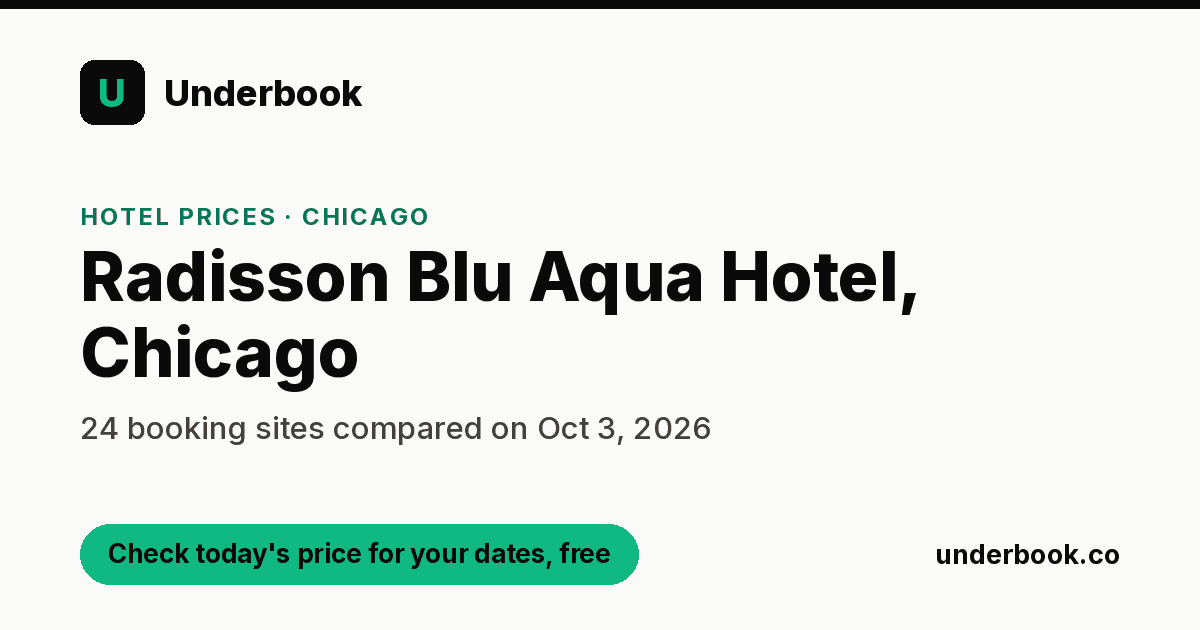 U Underbook
HOTEL PRICES · CHICAGO
Radisson Blu Aqua Hotel,
Chicago
24 booking sites compared on Oct 3, 2026
Check today's price for your dates, free
underbook.co